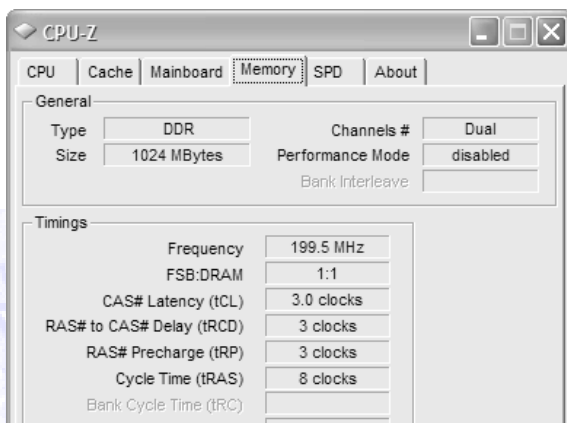 CPU-Z
CPU Cache Mainboard Memory SPD About
General
Type DDR Channels # Dual
Size 1024 MBytes Performance Mode disabled
Bank Interleave
Timings
Frequency 199.5 MHz
FSB:DRAM 1:1
CAS# Latency (tCL) 3.0 clocks
RAS# to CAS# Delay (tRCD) 3 clocks
RAS# Precharge (tRP) 3 clocks
Cycle Time (tRAS) 8 clocks
Bank Cycle Time (tRC)